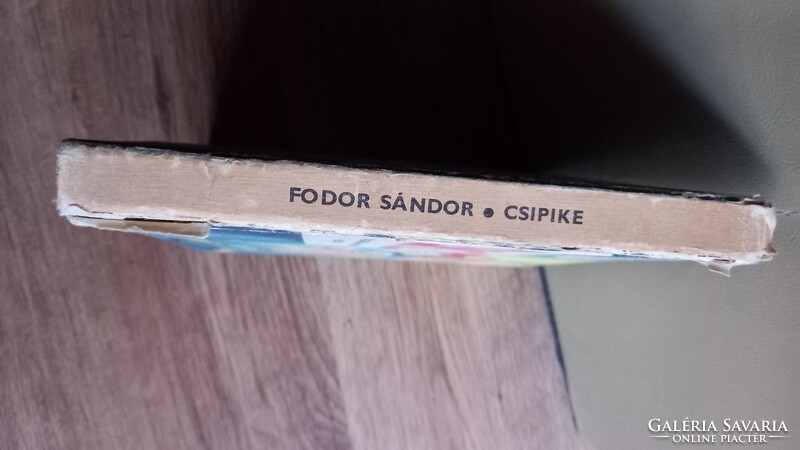 FODOR SÁNDOR • CSIPIKE
GALÉRIA SAVARIA
ONLINE PIACTÉR